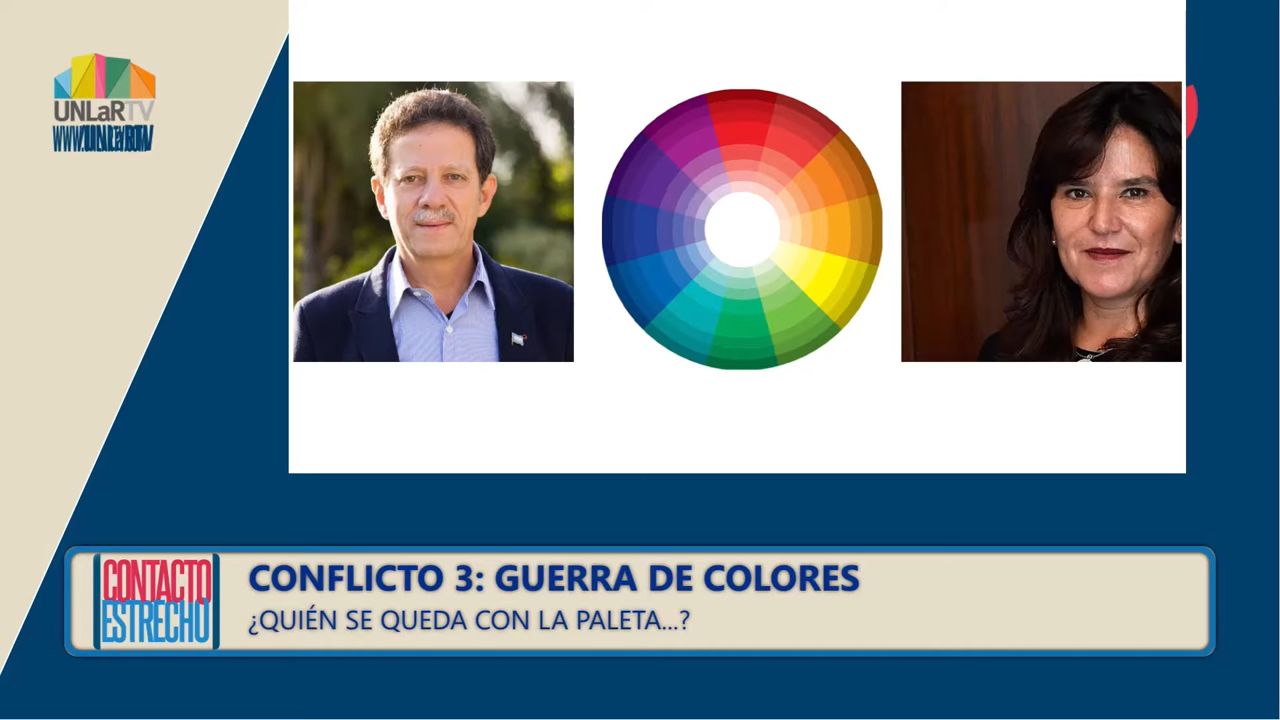 UNLaRTV
CONTACTO
ESTRECHO
CONFLICTO 3: GUERRA DE COLORES
¿QUIÉN SE QUEDA CON LA PALETA...?